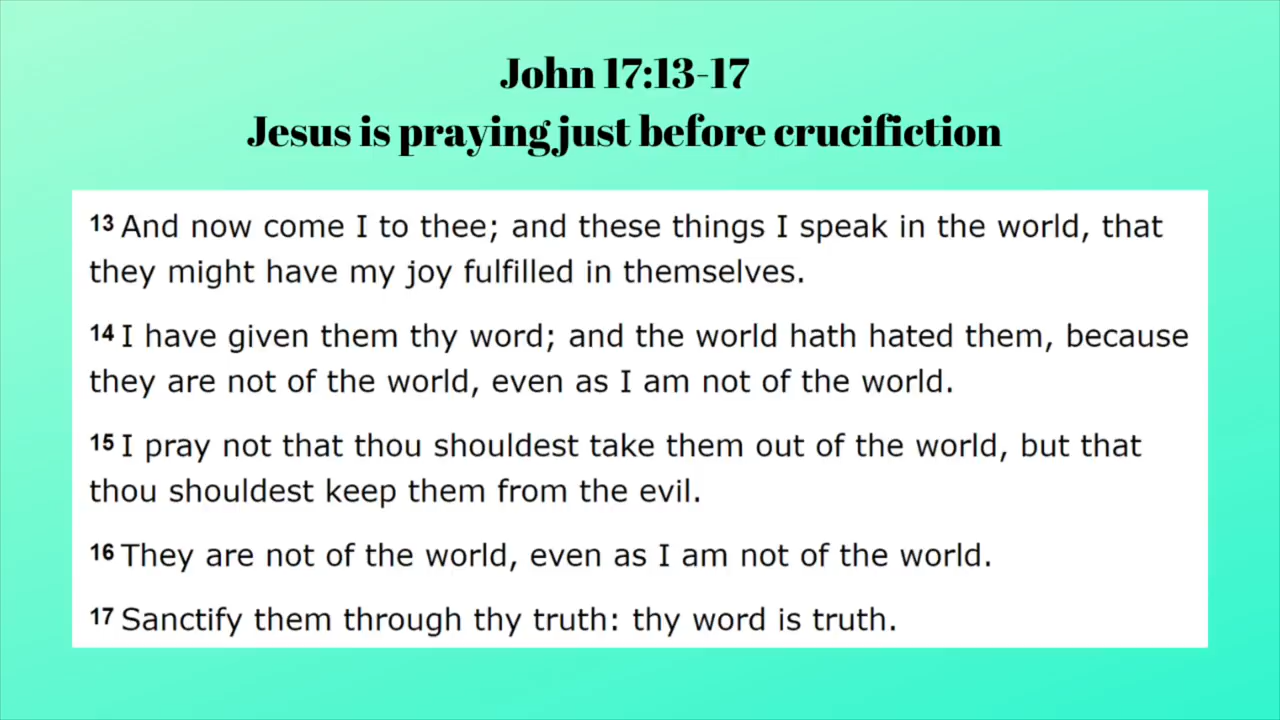 John 17:13-17
Jesus is praying just before crucifiction
13 And now come I to thee; and these things I speak in the world, that
they might have my joy fulfilled in themselves.
14 I have given them thy word; and the world hath hated them, because
they are not of the world, even as I am not of the world.
15 I pray not that thou shouldest take them out of the world, but that
thou shouldest keep them from the evil.
16 They are not of the world, even as I am not of the world.
17 Sanctify them through thy truth: thy word is truth.